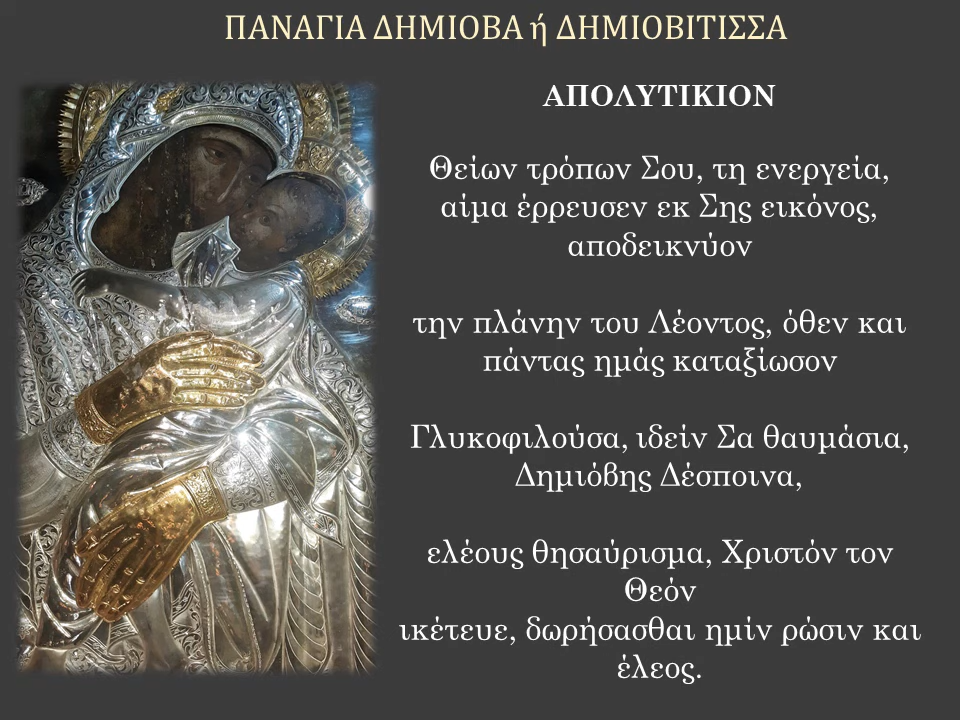 ΠΑΝΑΓΙΑ ΔΗΜΙΟΒΑ ή ΔΗΜΙΟΒΙΤΙΣΣΑ
ΑΠΟΛΥΤΙΚΙΟΝ
Θείων τρόπων Σου, τη ενεργεία,
αίμα έρρευσεν εκ Σης εικόνος,
αποδεικνύον
την πλάνην του Λέοντος, όθεν και
πάντας ημάς καταξίωσον
Γλυκοφιλούσα, ιδείν Σα θαυμάσια,
Δημιόβης Δέσποινα,
ελέους θησαύρισμα, Χριστόν τον
Θεόν
ικέτευε, δωρήσασθαι ημίν ρώσιν και
έλεος.